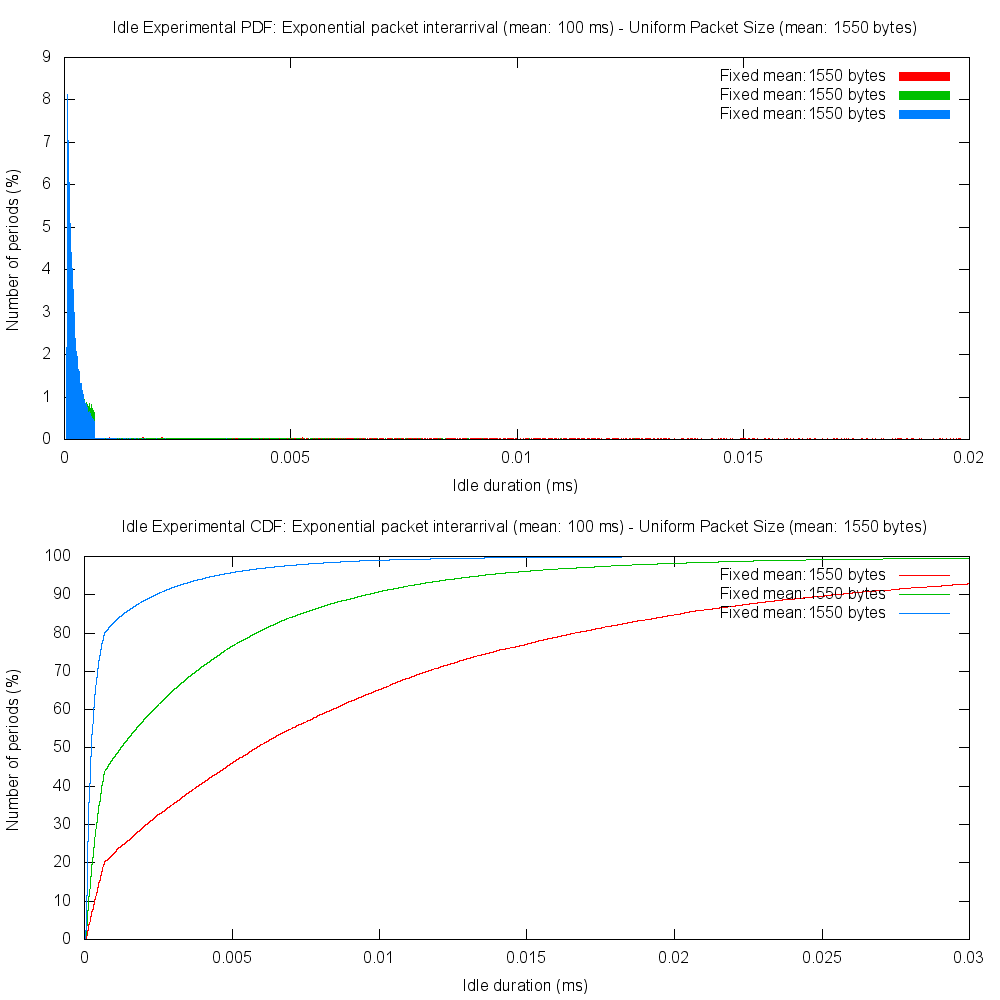 Idle Experimental PDF: Exponential packet interarrival (mean: 100 ms) - Uniform Packet Size (mean: 1550 bytes)
Number of periods (%)
9
8
7
6
5
4
3
2
1
0
Fixed mean:1550 bytes
Fixed mean:1550 bytes
Fixed mean:1550 bytes
0 0.005 0.01 0.015 0.02
Idle duration (ms)
Idle Experimental CDF: Exponential packet interarrival (mean: 100 ms) - Uniform Packet Size (mean: 1550 bytes)
Number of periods (%)
100
90
80
70
60
50
40
30
20
10
0
Fixed mean:1550 bytes
Fixed mean:1550 bytes
Fixed mean:1550 bytes
0 0.005 0.01 0.015 0.02 0.025 0.03
Idle duration (ms)